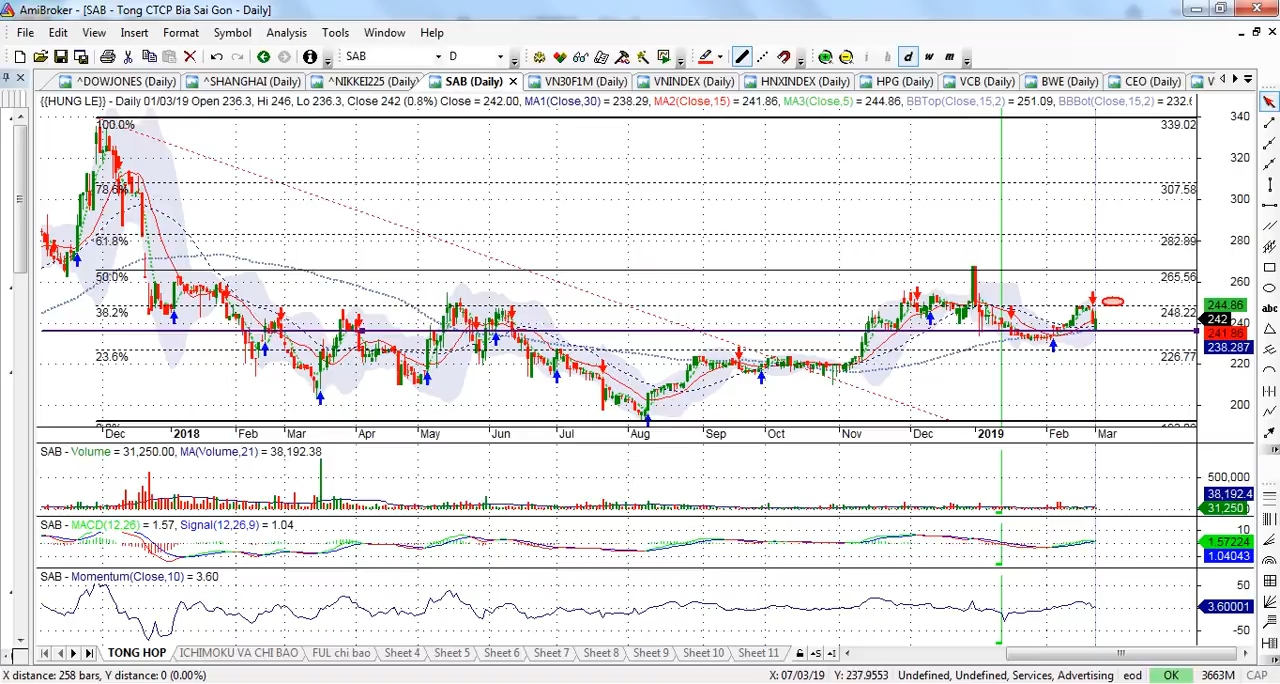 AmiBroker - [SAB - Tong CTCP Bia Sai Gon - Daily]
File Edit View Insert Format Symbol Analysis Tools Window Help
SAB D i h d w m
^DOWJONES (Daily) ^SHANGHAI (Daily) ^NIKKEI225 (Daily) SAB (Daily) VN30F1M (Daily) VNINDEX (Daily) HNXINDEX (Daily) HPG (Daily) VCB (Daily) BWE (Daily) CEO (Daily) V
{{HUNG LE}} - Daily 01/03/19 Open 236.3, Hi 246, Lo 236.3, Close 242 (0.8%) Close = 242.00, MA1(Close,30) = 238.29, MA2(Close,15) = 241.86, MA3(Close,5) = 244.86, BBTop(Close,15,2) = 251.09, BBBot(Close,15,2) = 232.6
100.0% 339.02 340
320
78.6% 307.58
300
61.8% 282.89 280
50.0% 265.56 260
38.2% 248.22 244.86
242 240
241.86
23.6% 226.77 238.287
220
200
Dec 2018 Feb Mar Apr May Jun Jul Aug Sep Oct Nov Dec 2019 Feb Mar
SAB - Volume = 31,250.00, MA(Volume,21) = 38,192.38
500,000
38,192.4
31,250
SAB - MACD(12,26) = 1.57, Signal(12,26,9) = 1.04
10
1.57224
1.04043
SAB - Momentum(Close,10) = 3.60
50
3.60001
-50
TONG HOP ICHIMOKU VA CHI BAO FUL chi bao Sheet 4 Sheet 5 Sheet 6 Sheet 7 Sheet 8 Sheet 9 Sheet 10 Sheet 11
X distance: 258 bars, Y distance: 0 (0.00%) X: 07/03/19 Y: 237.9553 Undefined, Undefined, Services, Advertising eod OK 3663M CAP
abc